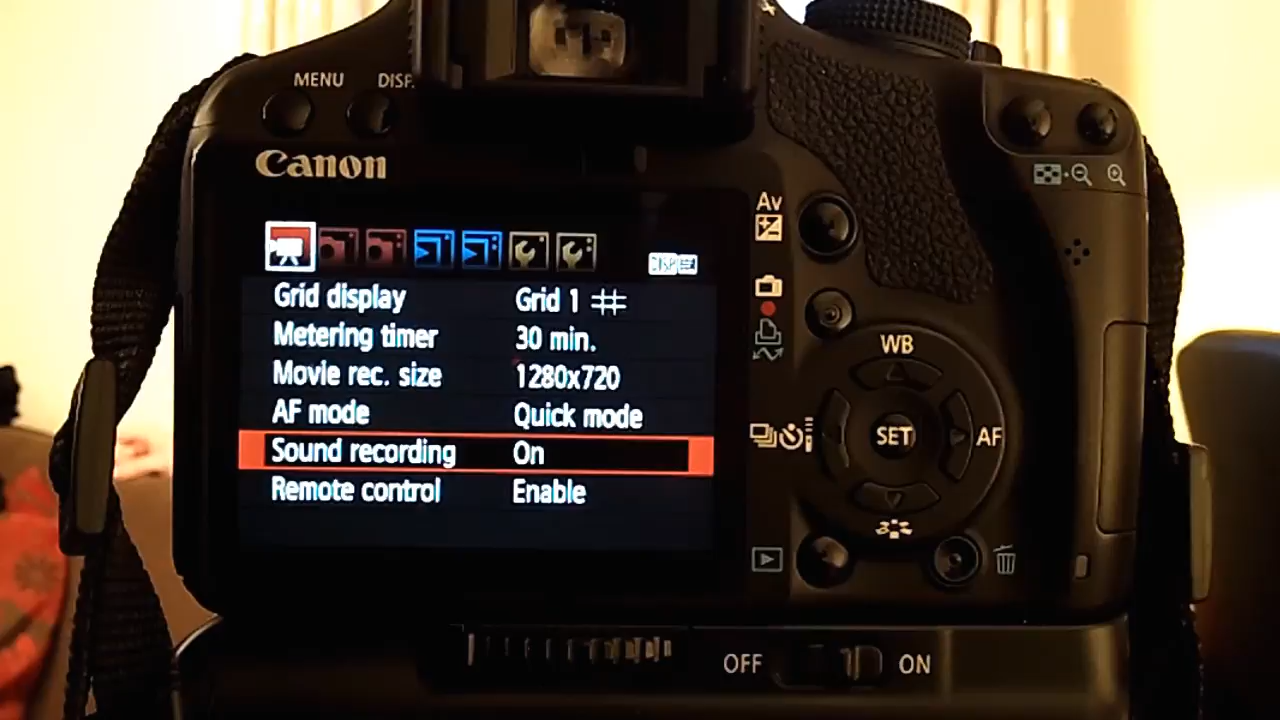 MENU DISP.
Canon
Av
DISP
Grid display Grid 1
Metering timer 30 min.
Movie rec. size 1280x720
AF mode Quick mode
Sound recording On
Remote control Enable
WB
SET
AF
OFF ON